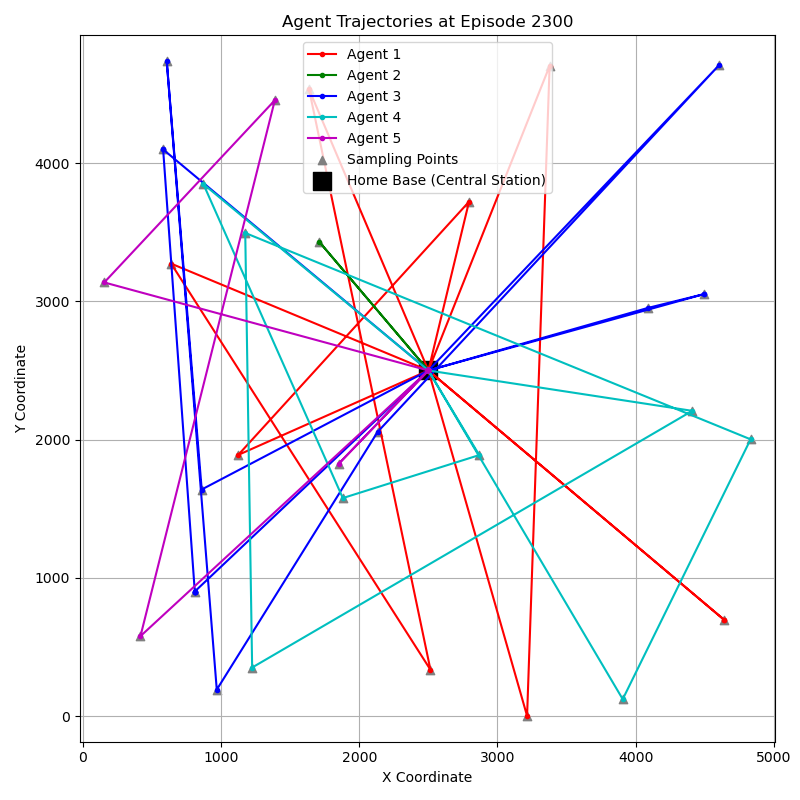 Agent Trajectories at Episode 2300
Agent 1
Agent 2
Agent 3
Agent 4
Agent 5
Sampling Points
Home Base (Central Station)
Y Coordinate
4000
3000
2000
1000
0
0 1000 2000 3000 4000 5000
X Coordinate